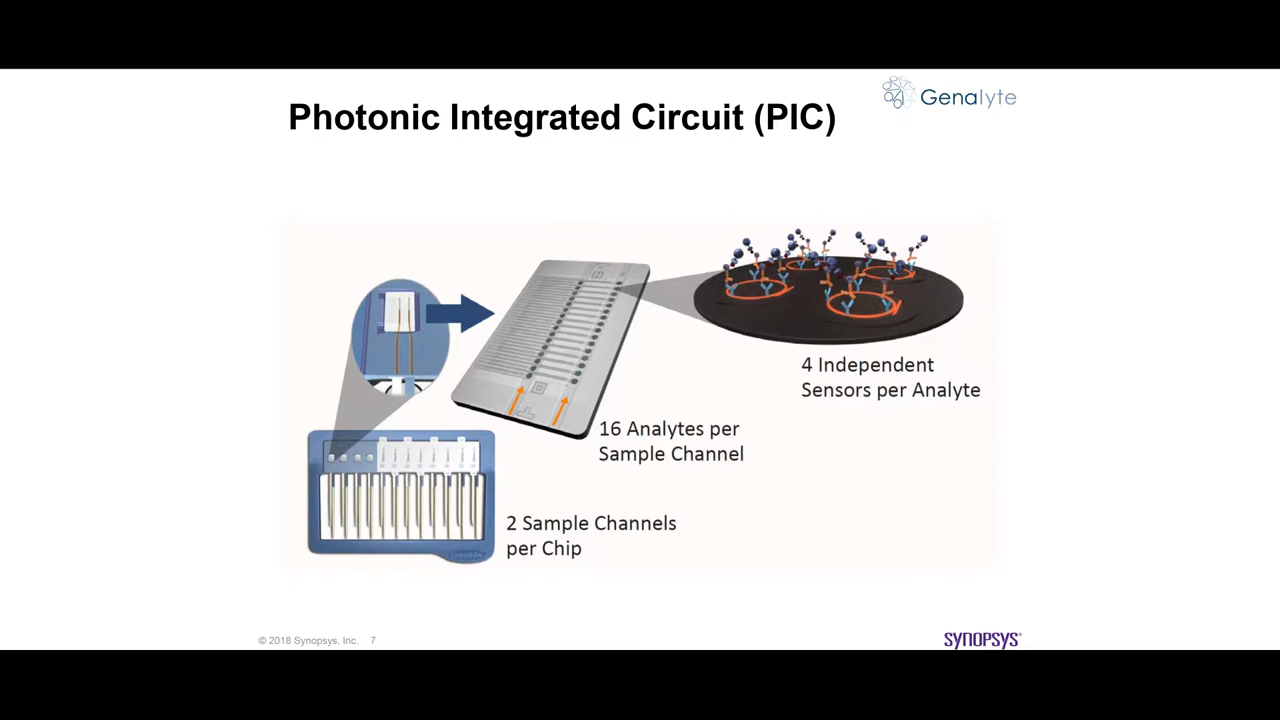 Photonic Integrated Circuit (PIC)
Genalyte
4 Independent
Sensors per Analyte
16 Analytes per
Sample Channel
2 Sample Channels
per Chip
© 2018 Synopsys, Inc. 7
SYNOPSYS®